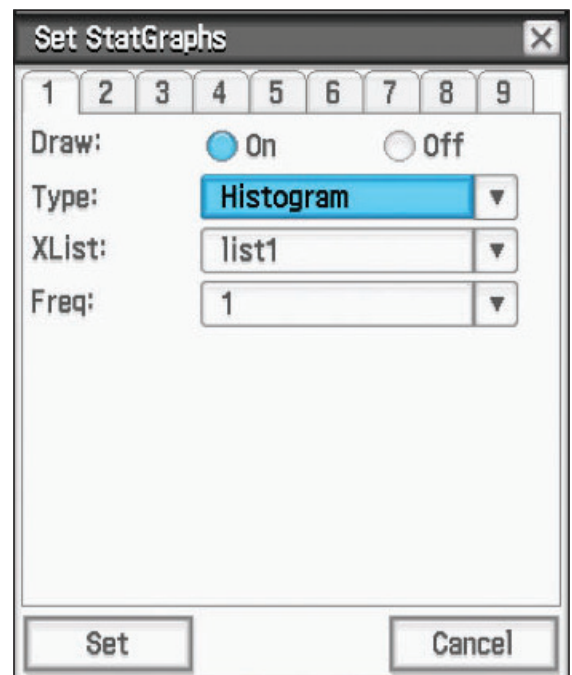 Set StatGraphs
1 2 3 4 5 6 7 8 9
Draw: On Off
Type: Histogram
XList: list1
Freq: 1
Set Cancel